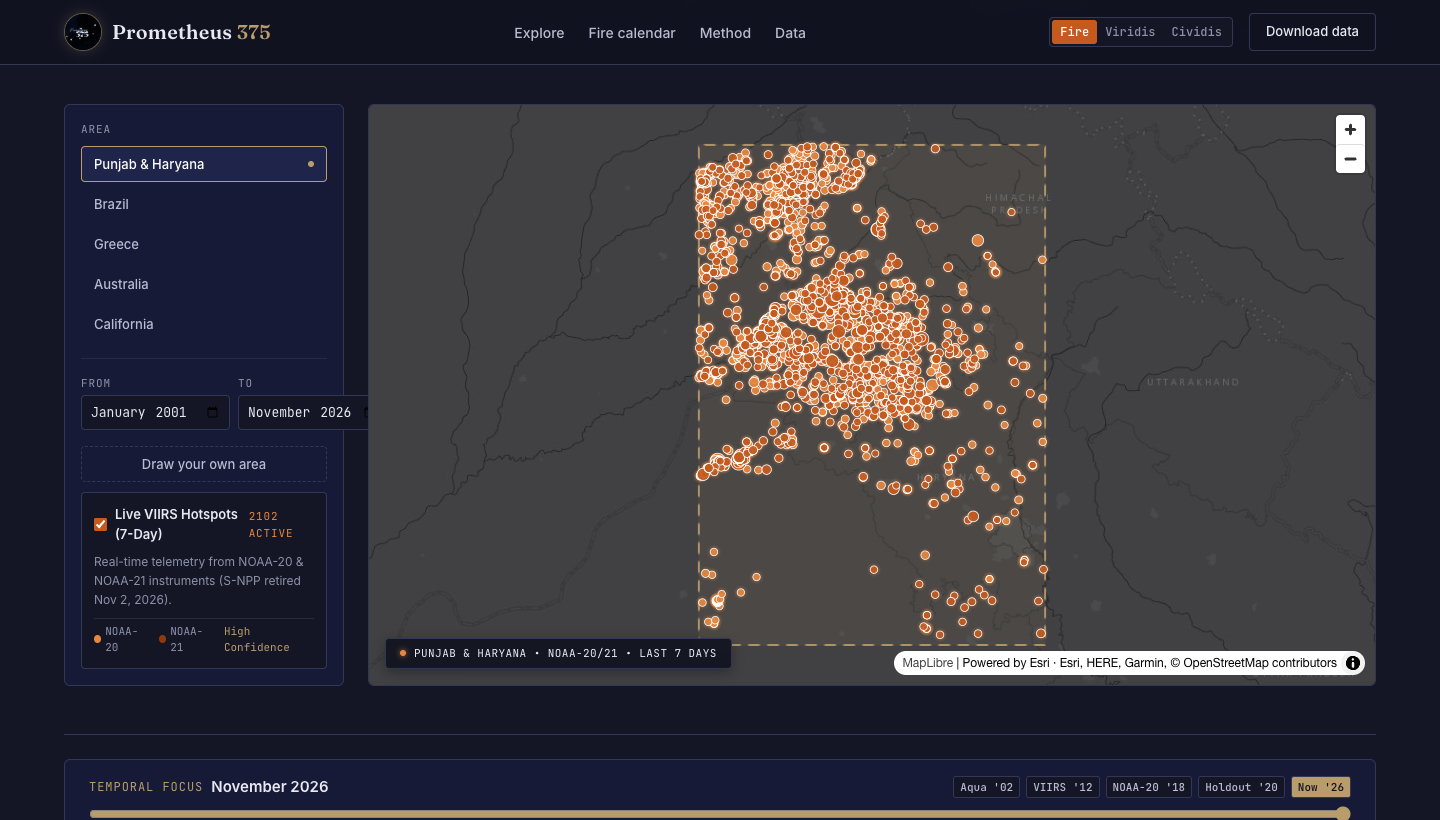 Prometheus 375
Explore
Fire calendar
Method
Data
Fire
Viridis
Cividis
Download data
AREA
Punjab & Haryana
Brazil
Greece
Australia
California
FROM
TO
January 2001
November 2026
Draw your own area
Live VIIRS Hotspots
(7-Day)
2102
ACTIVE
Real-time telemetry from NOAA-20 &
NOAA-21 instruments (S-NPP retired
Nov 2, 2026).
NOAA-
20
NOAA-
21
High
Confidence
HIMACHAL
PRADESH
UTTARAKHAND
PUNJAB & HARYANA • NOAA-20/21 • LAST 7 DAYS
MapLibre | Powered by Esri · Esri, HERE, Garmin, © OpenStreetMap contributors
TEMPORAL FOCUS November 2026
Aqua '02
VIIRS '12
NOAA-20 '18
Holdout '20
Now '26